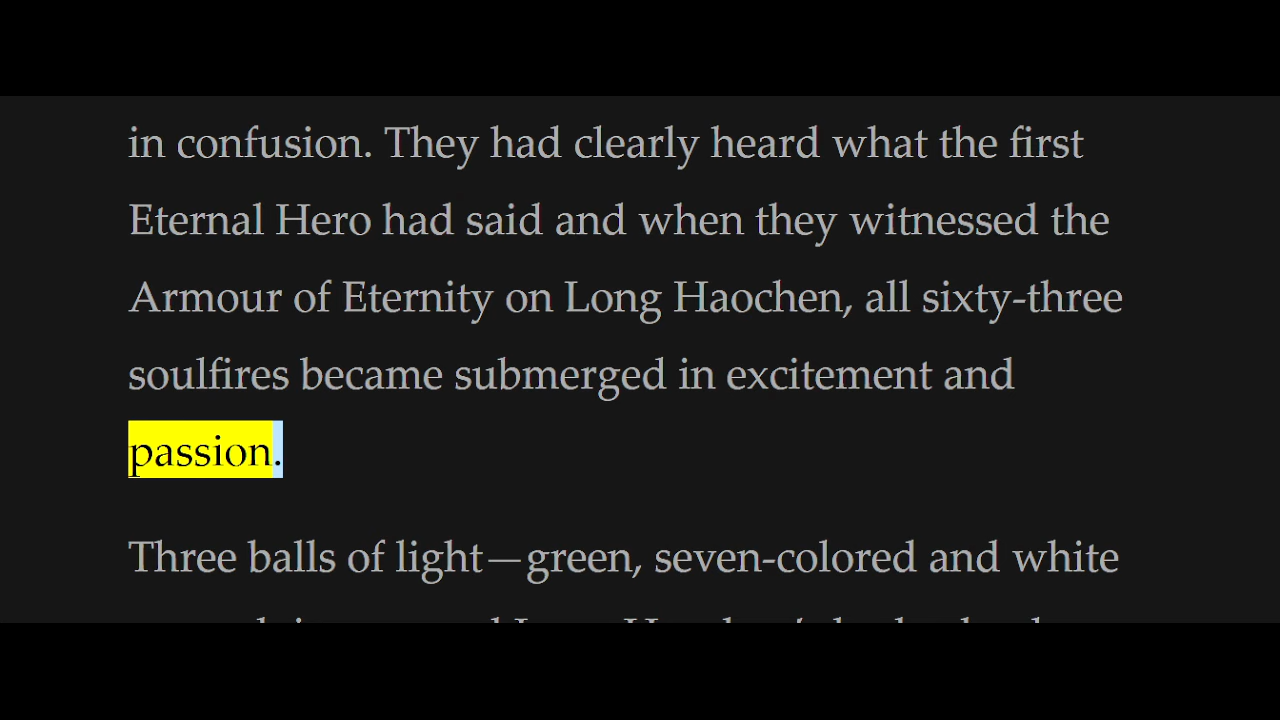 in confusion. They had clearly heard what the first
Eternal Hero had said and when they witnessed the
Armour of Eternity on Long Haochen, all sixty-three
soulfires became submerged in excitement and
passion.
Three balls of light—green, seven-colored and white